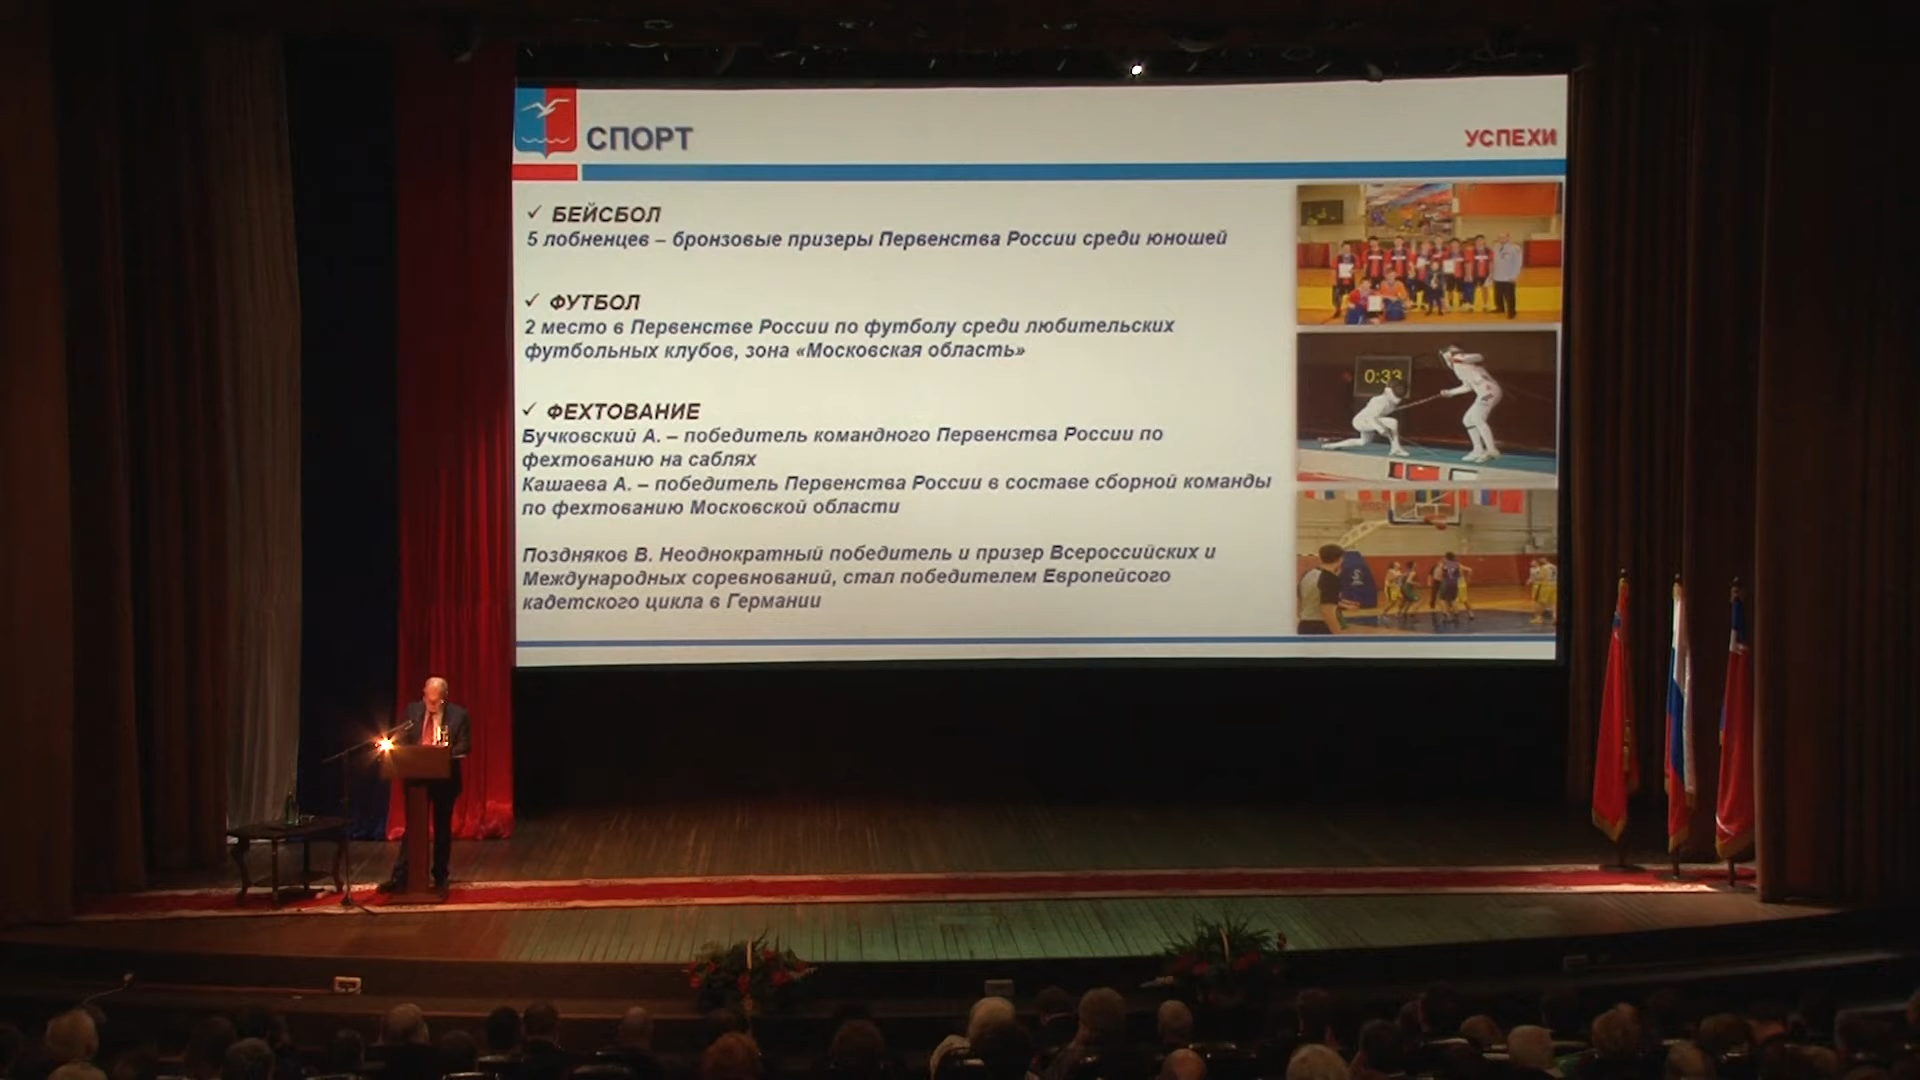 СПОРТ
УСПЕХИ
✓ БЕЙСБОЛ
5 лобненцев – бронзовые призеры Первенства России среди юношей
✓ ФУТБОЛ
2 место в Первенстве России по футболу среди любительских
футбольных клубов, зона «Московская область»
✓ ФЕХТОВАНИЕ
Бучковский А. – победитель командного Первенства России по
фехтованию на саблях
Кашаева А. – победитель Первенства России в составе сборной команды
по фехтованию Московской области
Поздняков В. Неоднократный победитель и призер Всероссийских и
Международных соревнований, стал победителем Европейсого
кадетского цикла в Германии
0:33